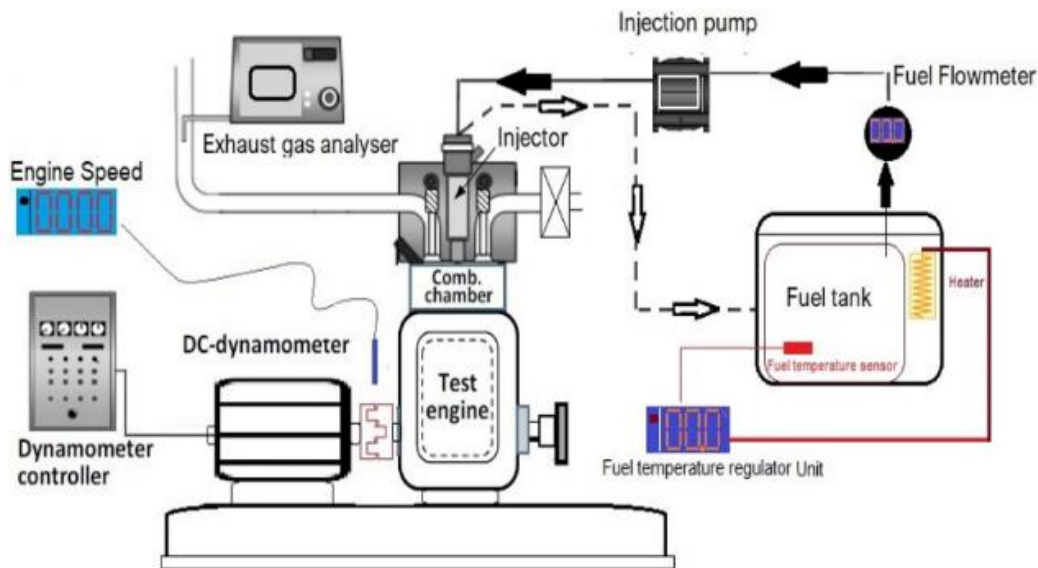 Injection pump
Fuel Flowmeter
Exhaust gas analyser
Injector
Engine Speed
Comb.
chamber
Fuel tank
Heater
DC-dynamometer
Test
engine
Fuel temperature sensor
Dynamometer
controller
Fuel temperature regulator Unit